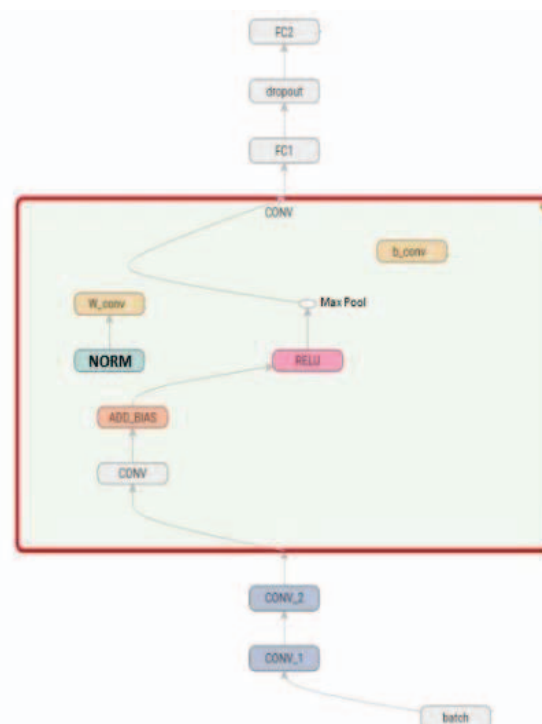 FC2
dropout
FC1
CONV
b_conv
W_conv
Max Pool
NORM
RELU
ADD_BIAS
CONV
CONV_2
CONV_1
batch